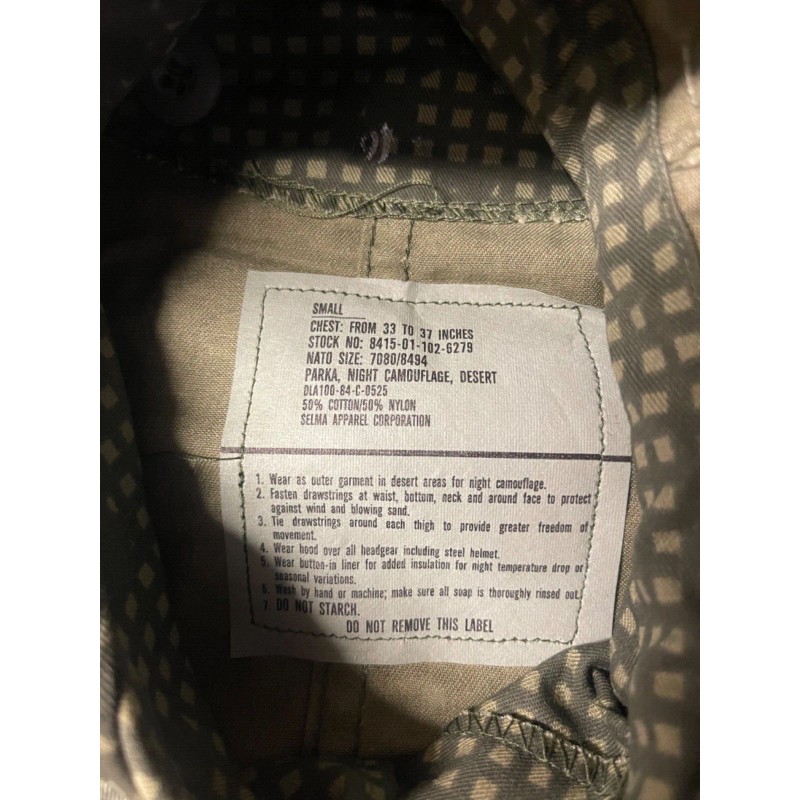 SMALL
CHEST: FROM 33 TO 37 INCHES
STOCK NO: 8415-01-102-6279
NATO SIZE: 7080/8494
PARKA, NIGHT CAMOUFLAGE, DESERT
DLA100-84-C-0525
50% COTTON/50% NYLON
SELMA APPAREL CORPORATION
1. Wear as outer garment in desert areas for night camouflage.
2. Fasten drawstrings at waist, bottom, neck and around face to protect
against wind and blowing sand.
3. Tie drawstrings around each thigh to provide greater freedom of
movement.
4. Wear hood over all headgear including steel helmet.
5. Wear button-in liner for added insulation for night temperature drop or
seasonal variations.
6. Wash by hand or machine; make sure all soap is thoroughly rinsed out.
7. DO NOT STARCH.
DO NOT REMOVE THIS LABEL